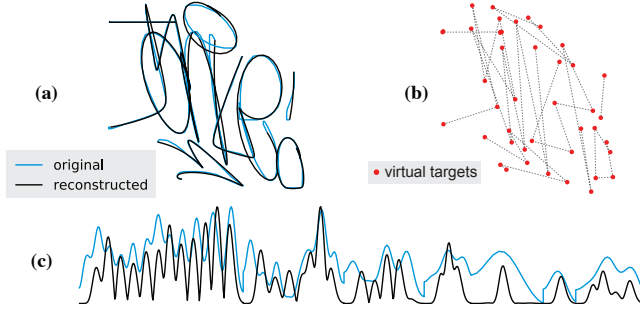 (a)
(b)
original
reconstructed
virtual targets
(c)